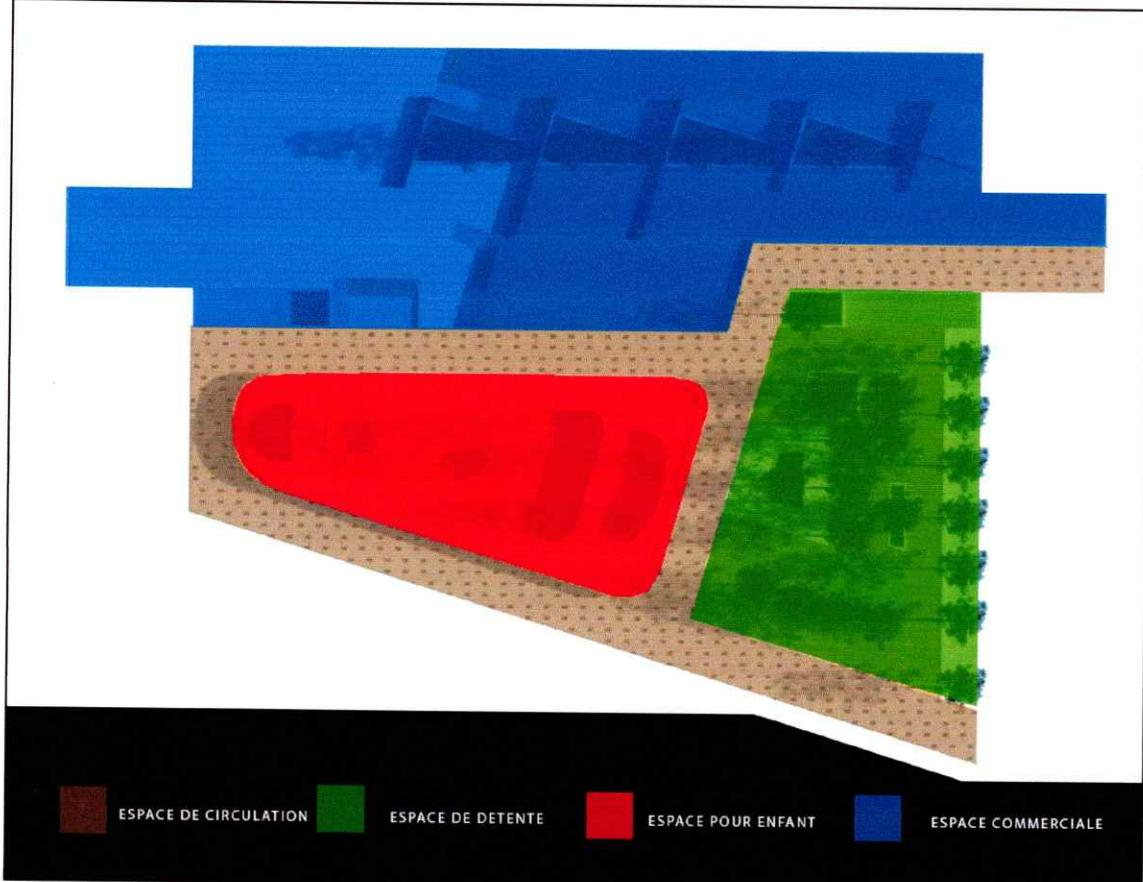 ESPACE DE CIRCULATION
ESPACE DE DETENTE
ESPACE POUR ENFANT
ESPACE COMMERCIALE